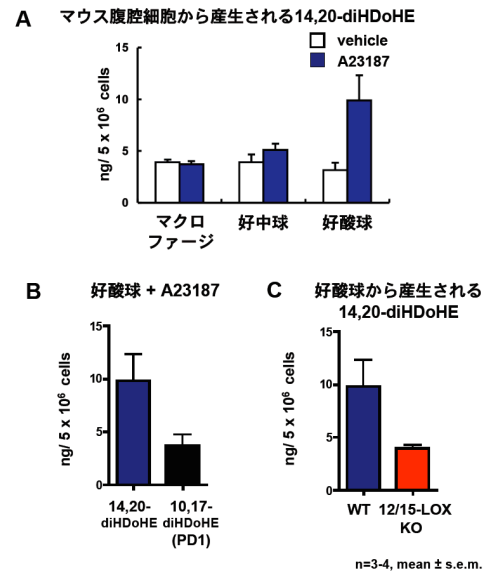 A マウス腹腔細胞から産生される14,20-diHDoHE
vehicle
A23187
ng/ 5 x 10⁶ cells
15
10
5
0
マクロ
ファージ
好中球
好酸球
B 好酸球 + A23187
ng/ 5 x 10⁶ cells
15
10
5
0
14,20-
diHDoHE
10,17-
diHDoHE
(PD1)
C 好酸球から産生される
14,20-diHDoHE
ng/ 5 x 10⁶ cells
15
10
5
0
WT
12/15-LOX
KO
n=3-4, mean ± s.e.m.